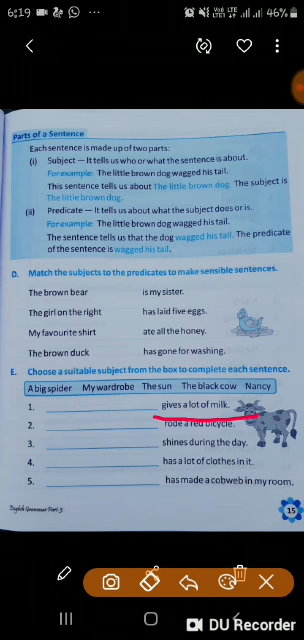 6:19 ... Vo) LTE LTE1 46%
Parts of a Sentence
Each sentence is made up of two parts:
(i) Subject — It tells us who or what the sentence is about.
For example: The little brown dog wagged his tail.
This sentence tells us about The little brown dog. The subject is
The little brown dog.
(ii) Predicate — It tells us about what the subject does or is.
For example: The little brown dog wagged his tail.
The sentence tells us that the dog wagged his tail. The predicate
of the sentence is wagged his tail.
D. Match the subjects to the predicates to make sensible sentences.
The brown bear is my sister.
The girl on the right has laid five eggs.
My favourite shirt ate all the honey.
The brown duck has gone for washing.
E. Choose a suitable subject from the box to complete each sentence.
A big spider My wardrobe The sun The black cow Nancy
1. gives a lot of milk.
2. rode a red bicycle.
3. shines during the day.
4. has a lot of clothes in it.
5. has made a cobweb in my room.
English Grammar Part-3 15
DU Recorder